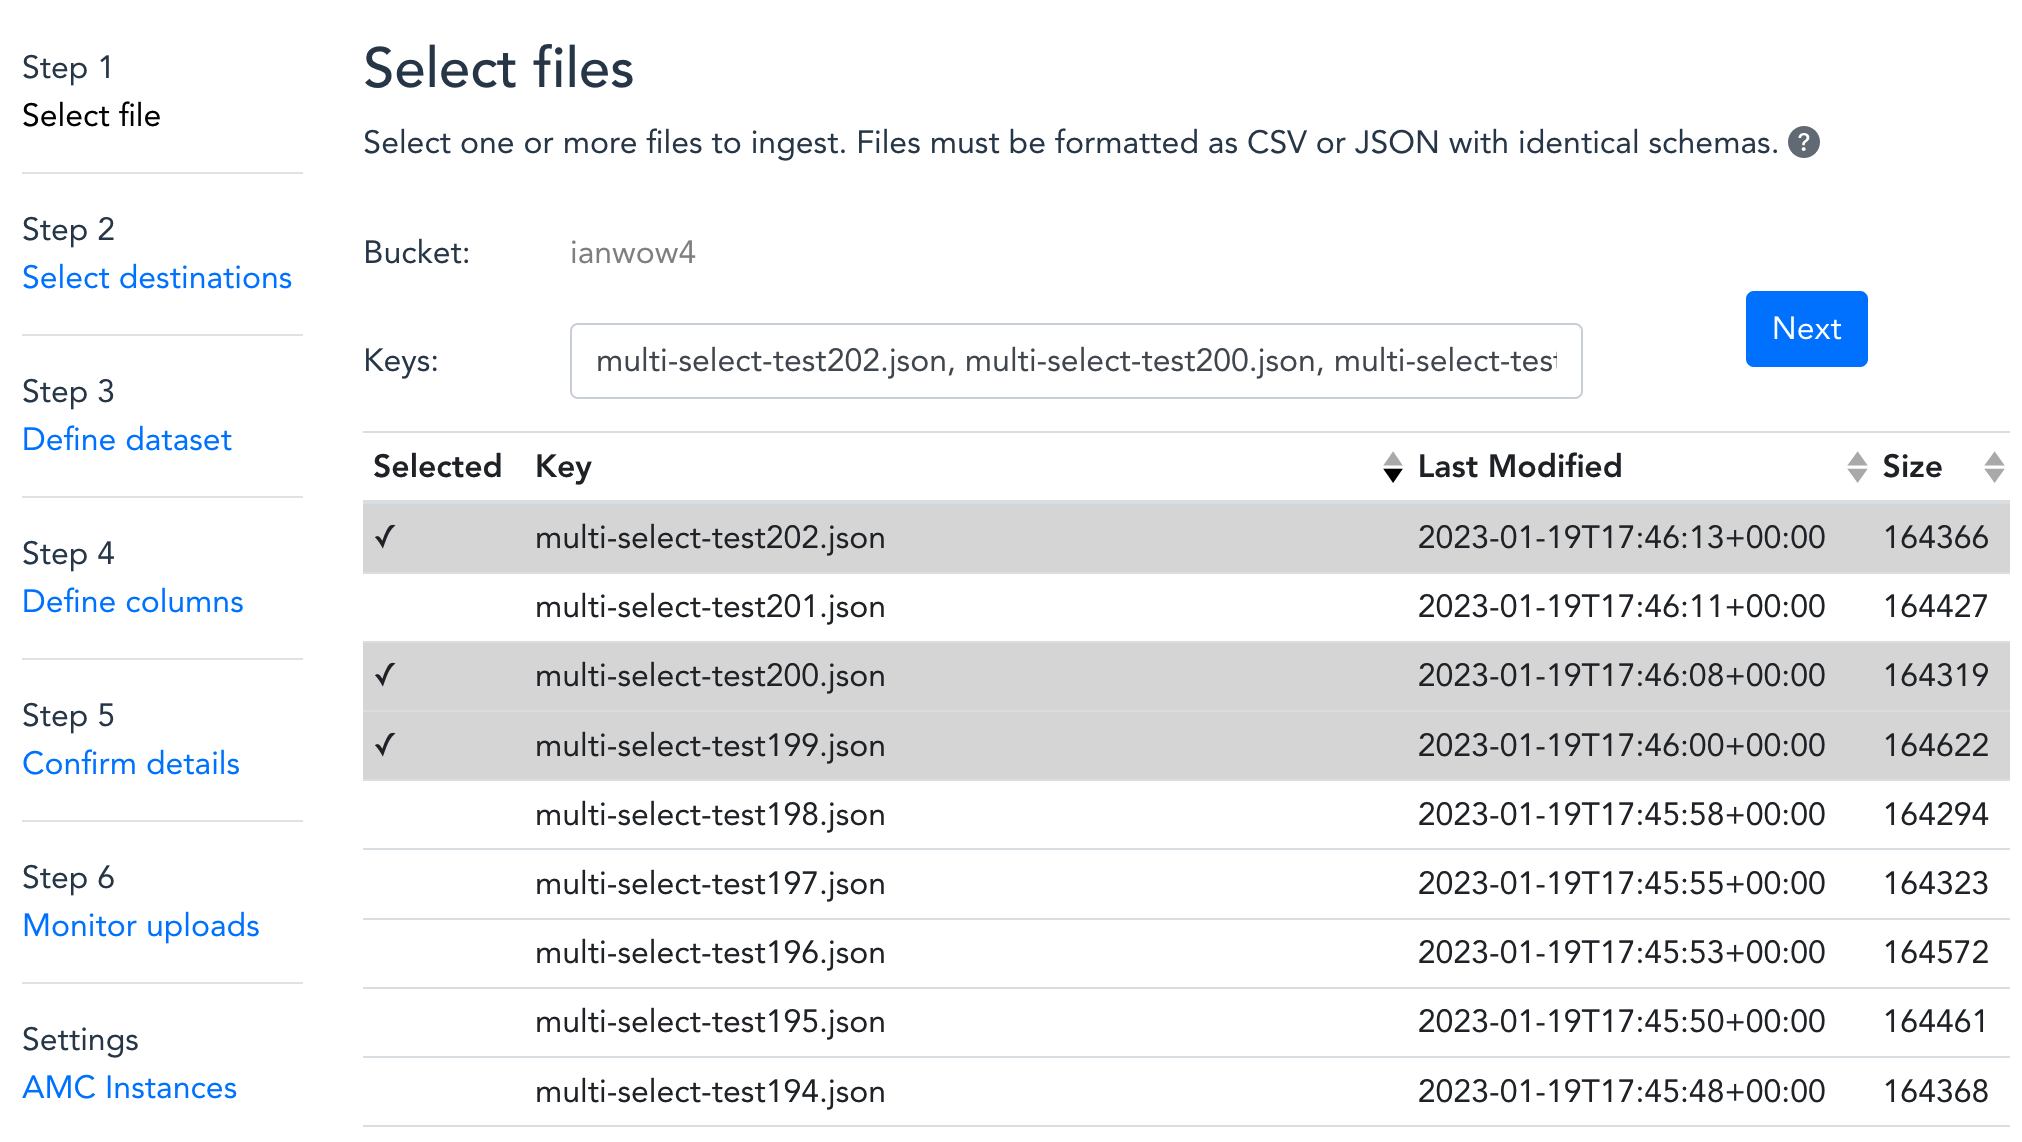 Step 1
Select file
Step 2
Select destinations
Step 3
Define dataset
Step 4
Define columns
Step 5
Confirm details
Step 6
Monitor uploads
Settings
AMC Instances
Select files
Select one or more files to ingest. Files must be formatted as CSV or JSON with identical schemas. ?
Bucket: ianwow4
Keys: multi-select-test202.json, multi-select-test200.json, multi-select-test
Next
Selected Key Last Modified Size
✓ multi-select-test202.json 2023-01-19T17:46:13+00:00 164366
multi-select-test201.json 2023-01-19T17:46:11+00:00 164427
✓ multi-select-test200.json 2023-01-19T17:46:08+00:00 164319
✓ multi-select-test199.json 2023-01-19T17:46:00+00:00 164622
multi-select-test198.json 2023-01-19T17:45:58+00:00 164294
multi-select-test197.json 2023-01-19T17:45:55+00:00 164323
multi-select-test196.json 2023-01-19T17:45:53+00:00 164572
multi-select-test195.json 2023-01-19T17:45:50+00:00 164461
multi-select-test194.json 2023-01-19T17:45:48+00:00 164368